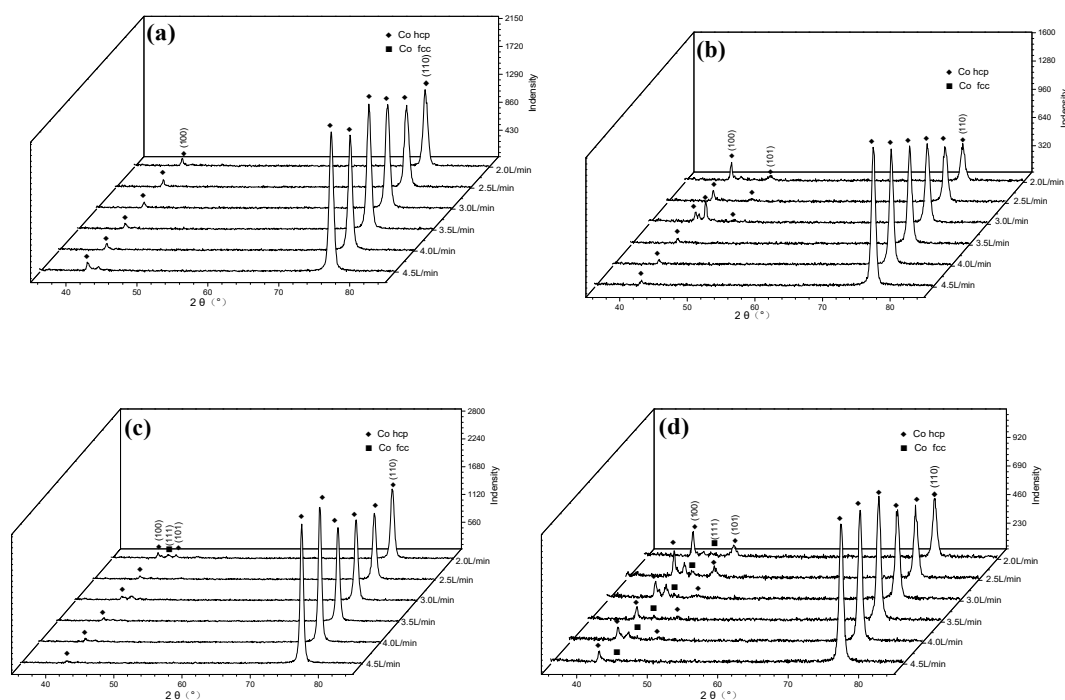 (a)
Co hcp
Co fcc
(100)
(110)
2150
1720
1290
860
430
Indensity
2.0L/min
2.5L/min
3.0L/min
3.5L/min
4.0L/min
4.5L/min
40 50 60 70 80
2 θ (°)
(b)
Co hcp
Co fcc
(100)
(101)
(110)
1600
1280
960
640
320
Indensity
2.0L/min
2.5L/min
3.0L/min
3.5L/min
4.0L/min
4.5L/min
40 50 60 70 80
2 θ (°)
(c)
Co hcp
Co fcc
(100)
(111)
(101)
(110)
2800
2240
1680
1120
560
Indensity
2.0L/min
2.5L/min
3.0L/min
3.5L/min
4.0L/min
4.5L/min
40 50 60 70 80
2 θ (°)
(d)
Co hcp
Co fcc
(100)
(111)
(101)
(110)
920
690
460
230
Indensity
2.0L/min
2.5L/min
3.0L/min
3.5L/min
4.0L/min
4.5L/min
40 50 60 70 80
2 θ (°)